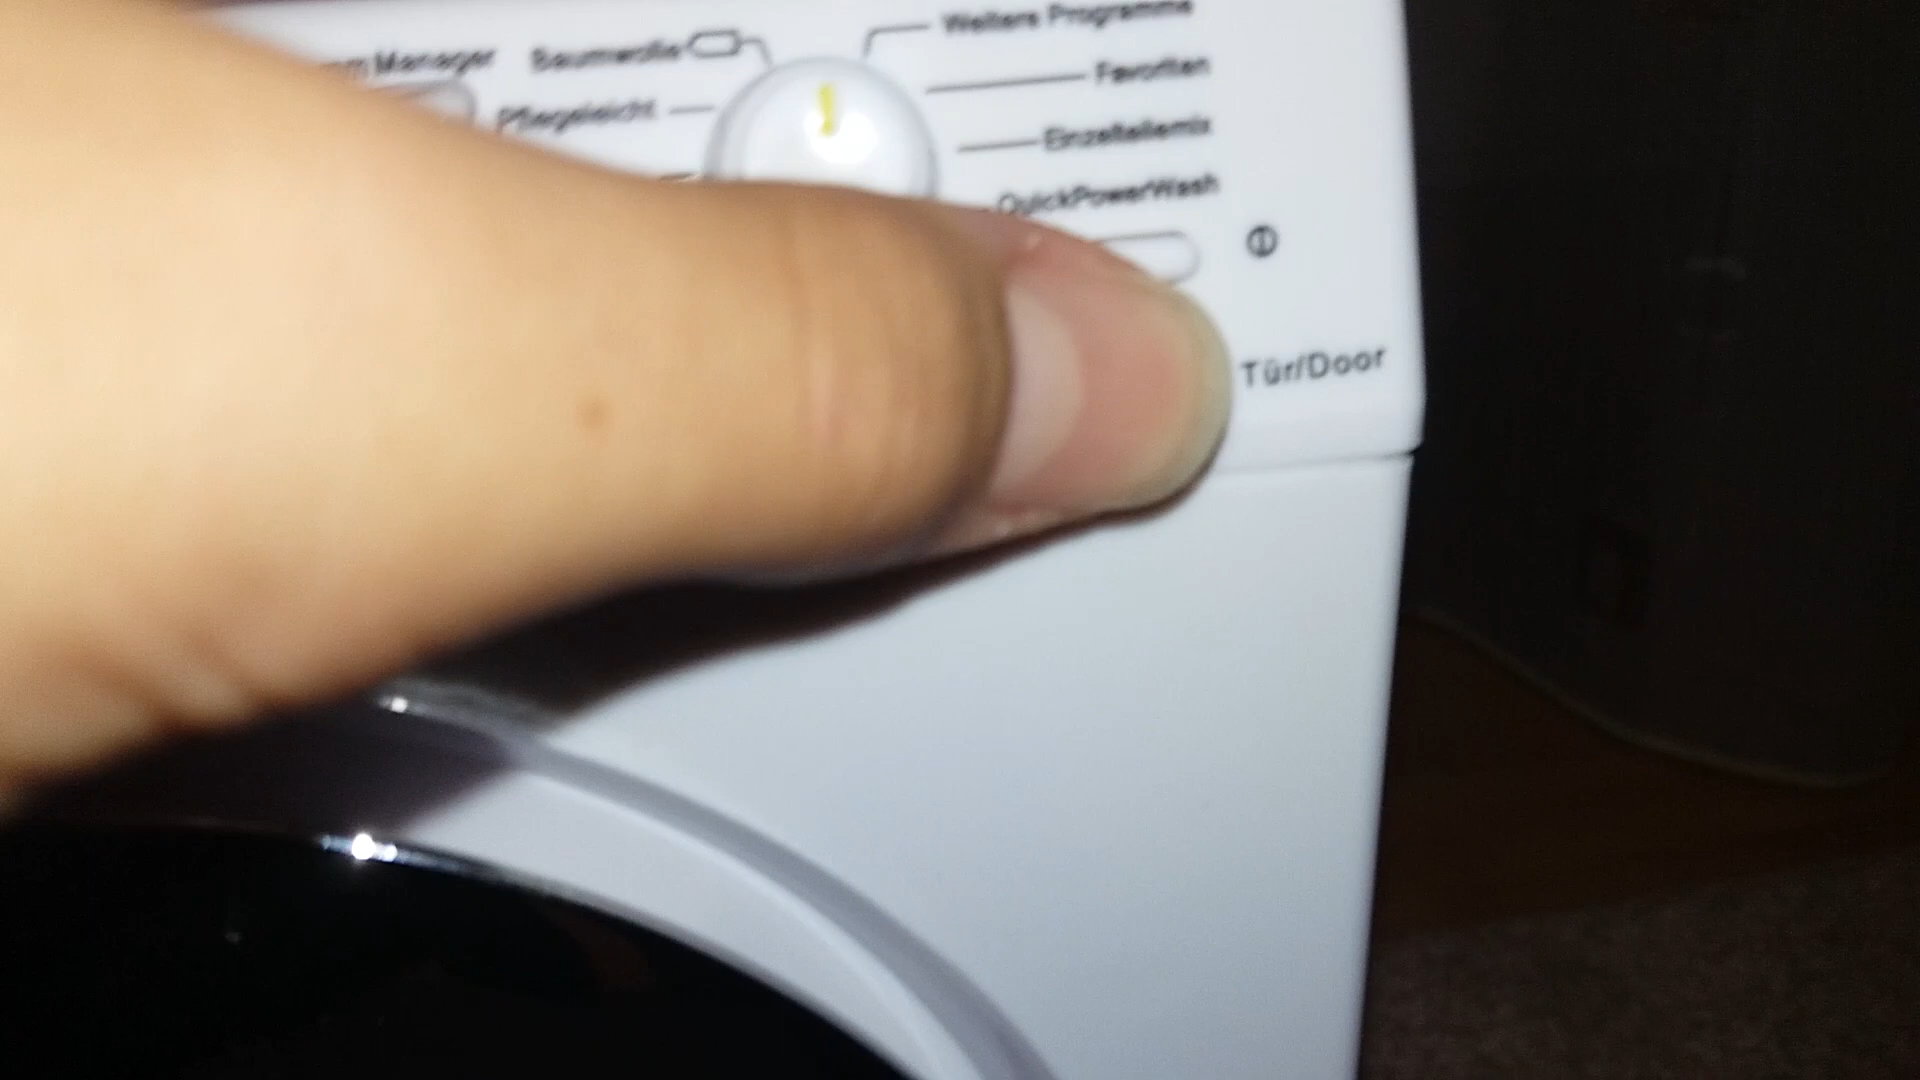 Weitere Programme
Manager
Baumwolle
Favoriten
Pflegeleicht
Einzelteilemix
QuickPowerWash
Tür/Door